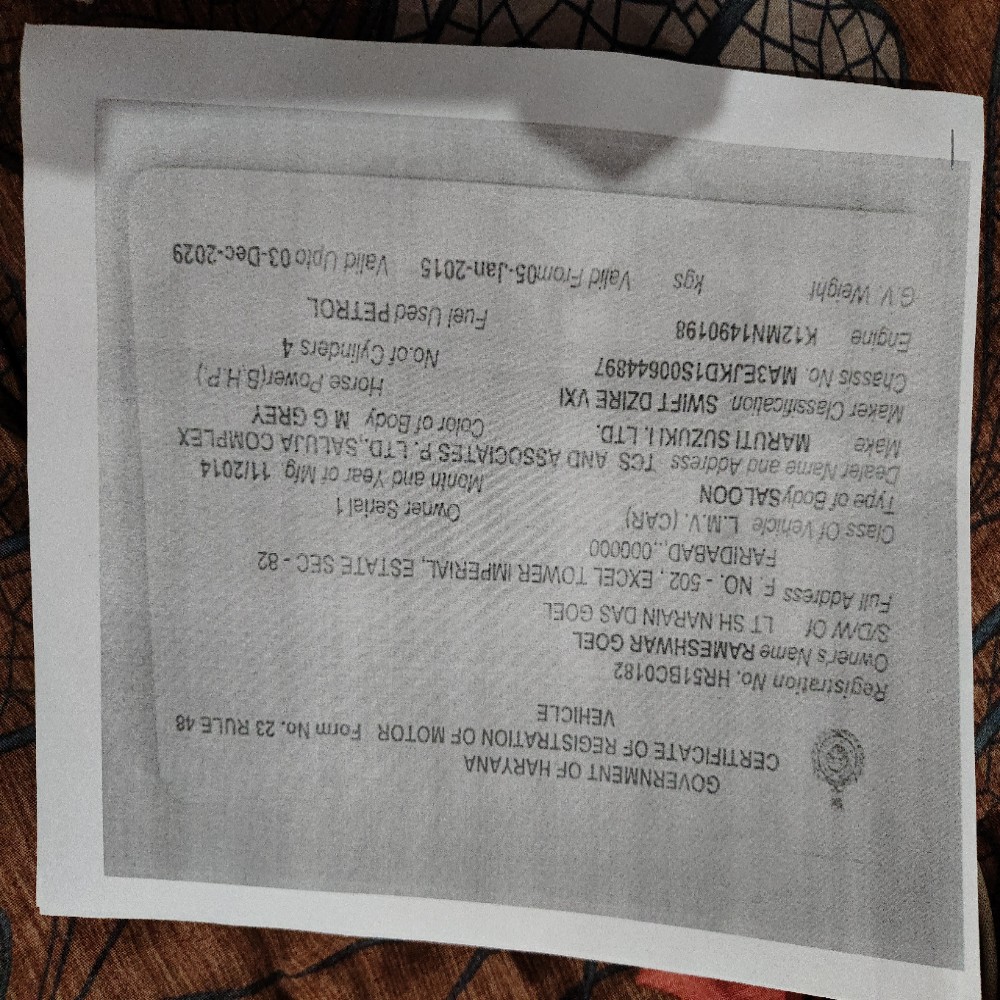 GOVERNMENT OF HARYANA
CERTIFICATE OF REGISTRATION OF MOTOR Form No. 23 RULE 48
VEHICLE
Registration No. HR51BC0182
Owner's Name RAMESHWAR GOEL
S/D/W Of LT SH NARAIN DAS GOEL
Full Address F. NO. - 502, EXCEL TOWER IMPERIAL, ESTATE SEC - 82
FARIDABAD,,.000000
Class Of Vehicle L.M.V. (CAR) Owner Serial 1
Type of BodySALOON Month and Year of Mfg 11/2014
Dealer Name and Address TCS AND ASSOCIATES P. LTD.,SALUJA COMPLEX
Make MARUTI SUZUKI I. LTD. Color of Body M G GREY
Maker Classification SWIFT DZIRE VXI Horse Power(B.H.P.)
Chassis No. MA3EJKD1S00644897 No.of Cylinders 4
Engine K12MN1490198 Fuel Used PETROL
G.V. Weight kgs Valid From05-Jan-2015 Valid Upto 03-Dec-2029